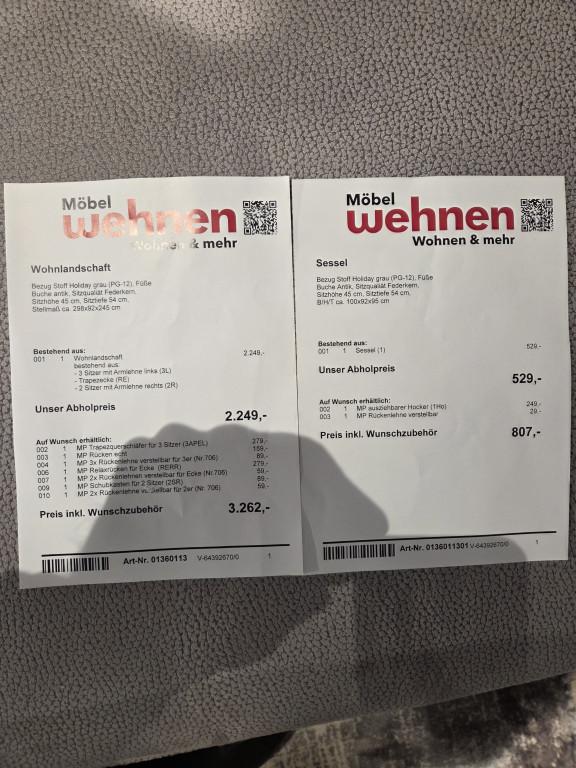 Möbel
wehnen
Wohnen & mehr
Wohnlandschaft
Bezug Stoff Holiday grau (PG-12), Füße
Buche Antik, Sitzqualität Federkern,
Sitzhöhe 45 cm, Sitztiefe 54 cm,
Stellmaß ca. 298x92x245 cm
Bestehend aus:
001 1 Wohnlandschaft 2.249,-
bestehend aus:
- 3 Sitzer mit Armlehne links (3L)
- Trapezecke (RE)
- 2 Sitzer mit Armlehne rechts (2R)
Unser Abholpreis
2.249,-
Auf Wunsch erhältlich:
002 1 MP Trapezquerschläfer für 3 Sitzer (3APEL) 279,-
003 1 MP Rücken echt 159,-
004 1 MP 3x Rückenlehne verstellbar für 3er (Nr.706) 89,-
006 1 MP Relaxrücken für Ecke (RERR) 279,-
007 1 MP 2x Rückenlehnen verstellbar für Ecke (Nr.706) 59,-
009 1 MP Schubkasten für 2 Sitzer (2SR) 89,-
010 1 MP 2x Rückenlehne verstellbar für 2er (Nr. 706) 59,-
Preis inkl. Wunschzubehör 3.262,-
Art-Nr. 01360113 V-64392670/0 1
Möbel
wehnen
Wohnen & mehr
Sessel
Bezug Stoff Holiday grau (PG-12), Füße
Buche Antik, Sitzqualität Federkern,
Sitzhöhe 45 cm, Sitztiefe 54 cm,
B/H/T ca. 100x92x95 cm
Bestehend aus:
001 1 Sessel (1) 529,-
Unser Abholpreis
529,-
Auf Wunsch erhältlich:
002 1 MP ausziehbarer Hocker (1Ho) 249,-
003 1 MP Rückenlehne verstellbar 29,-
Preis inkl. Wunschzubehör 807,-
Art-Nr. 0136011301 V-64392670/0 1